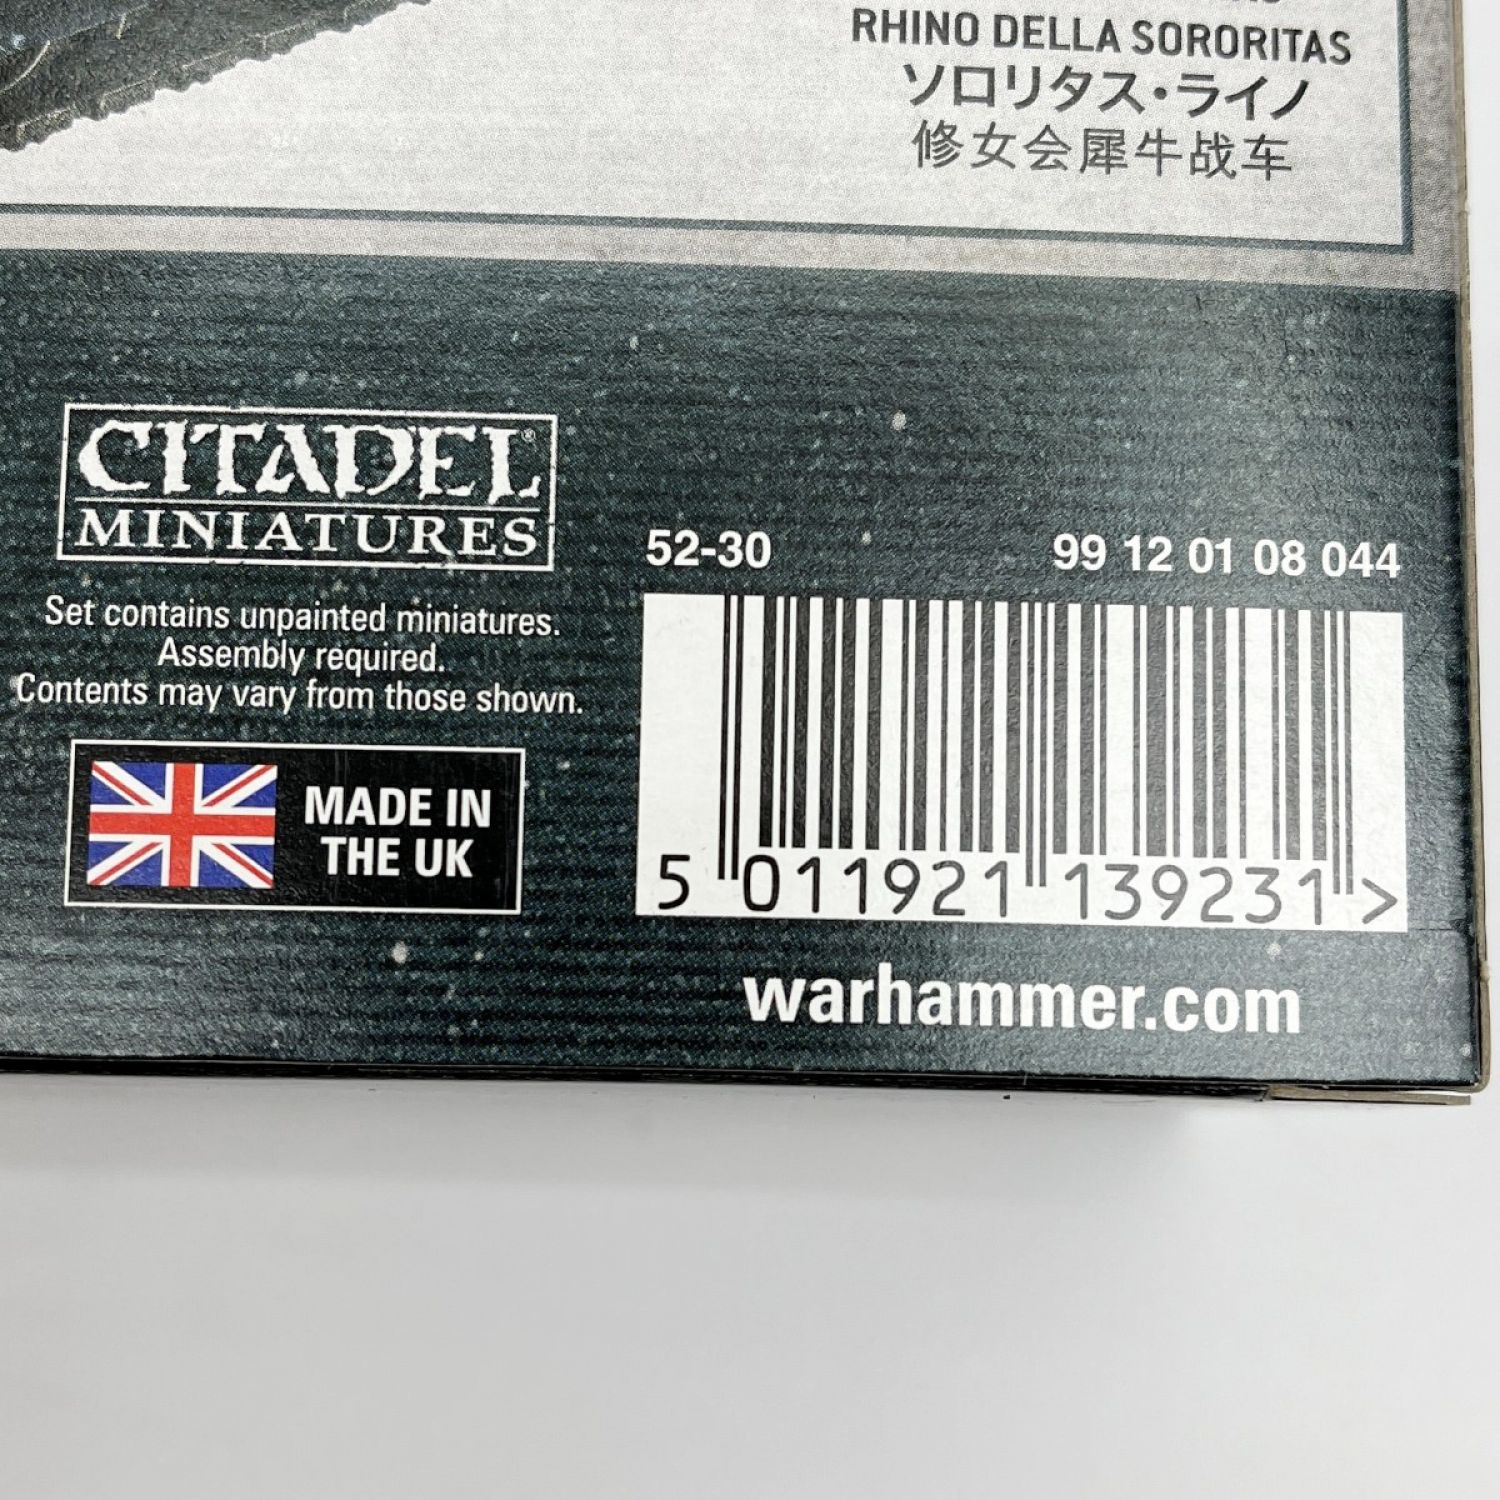 RHINO DELLA SORORITAS
ソロリタス・ライノ
修女会犀牛战车
CITADEL®
MINIATURES
Set contains unpainted miniatures.
Assembly required.
Contents may vary from those shown.
MADE IN
THE UK
52-30 99 12 01 08 044
5 011921 139231 >
warhammer.com